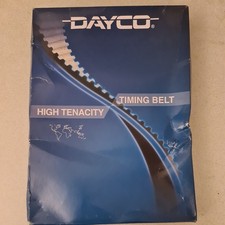 DAYCO®
TIMING BELT
HIGH TENACITY